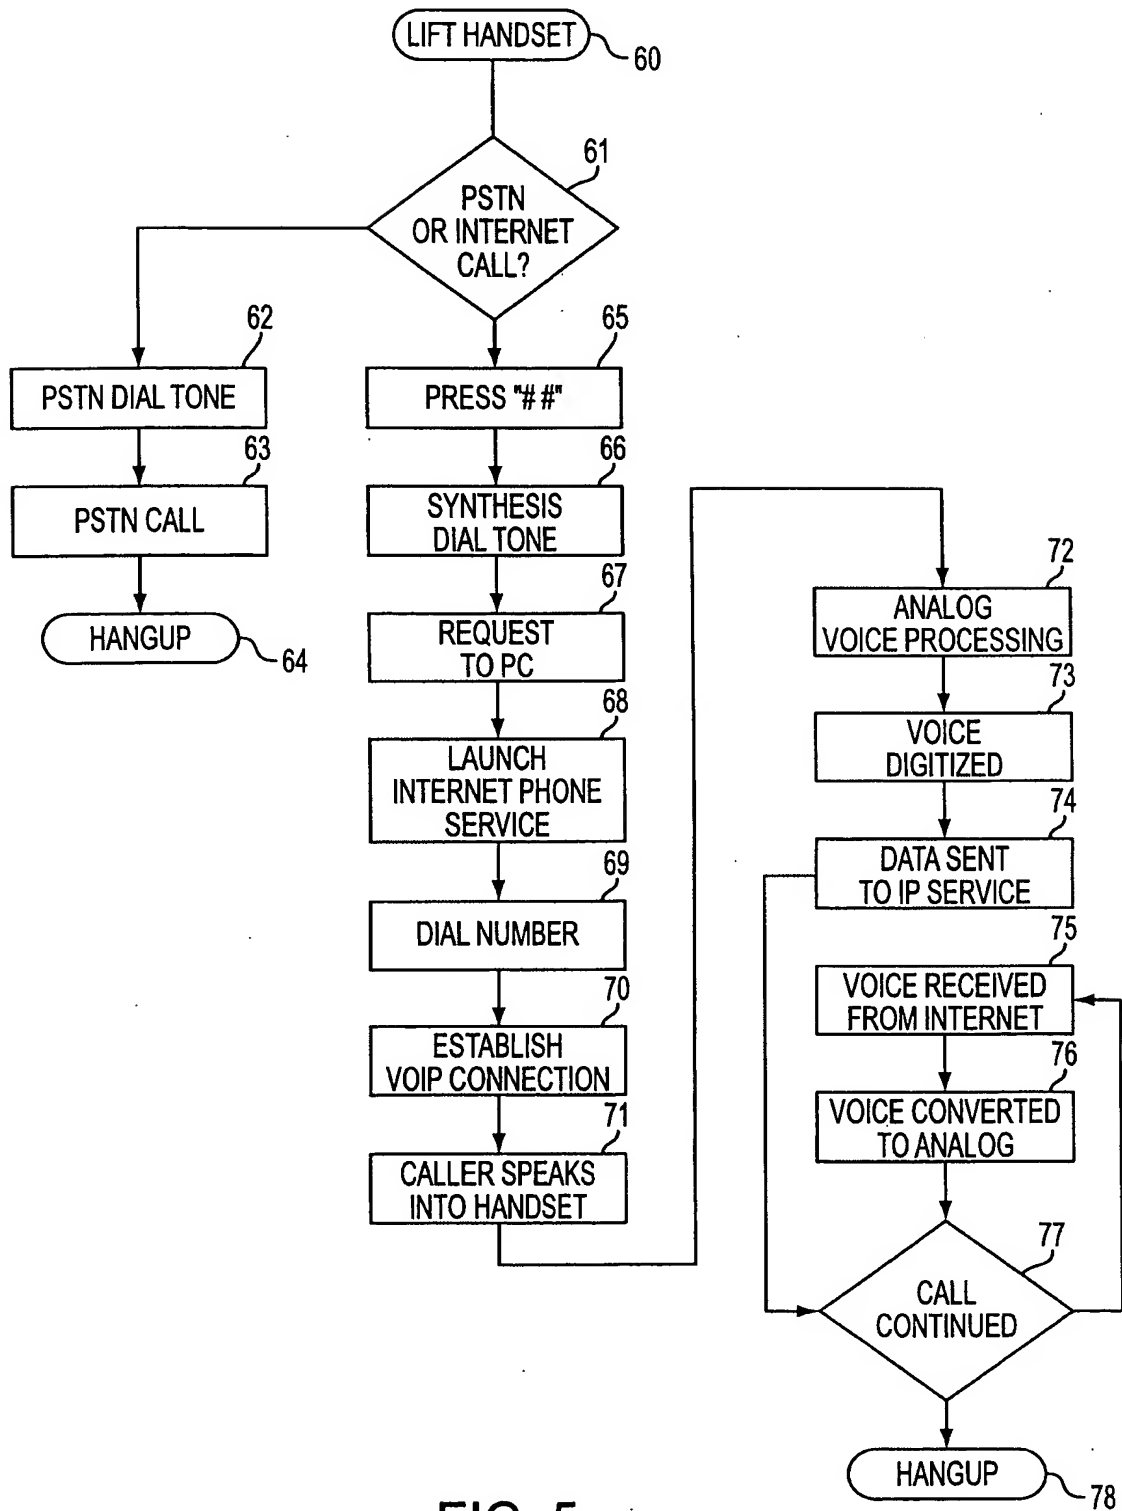 LIFT HANDSET
60
61
PSTN
OR INTERNET
CALL?
62
PSTN DIAL TONE
63
PSTN CALL
HANGUP
64
65
PRESS "# #"
66
SYNTHESIS
DIAL TONE
67
REQUEST
TO PC
68
LAUNCH
INTERNET PHONE
SERVICE
69
DIAL NUMBER
70
ESTABLISH
VOIP CONNECTION
71
CALLER SPEAKS
INTO HANDSET
72
ANALOG
VOICE PROCESSING
73
VOICE
DIGITIZED
74
DATA SENT
TO IP SERVICE
75
VOICE RECEIVED
FROM INTERNET
76
VOICE CONVERTED
TO ANALOG
77
CALL
CONTINUED
HANGUP
78
FIG. 5